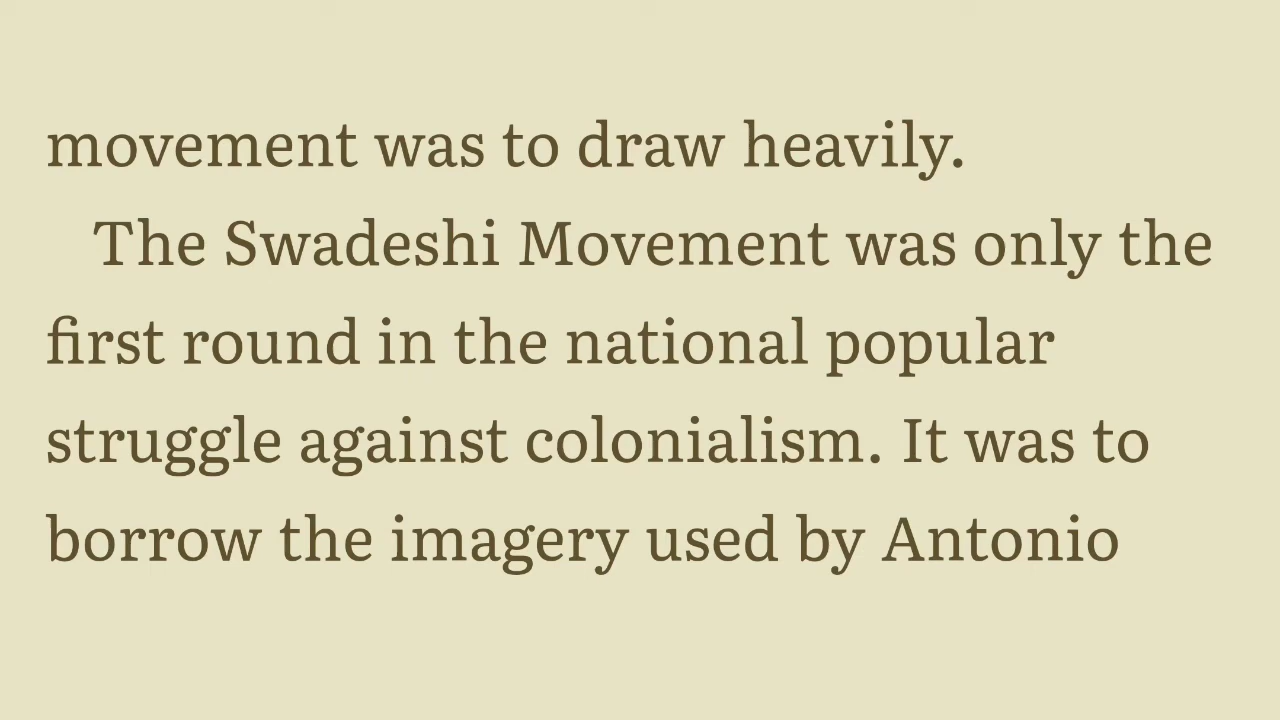 movement was to draw heavily.
The Swadeshi Movement was only the
first round in the national popular
struggle against colonialism. It was to
borrow the imagery used by Antonio